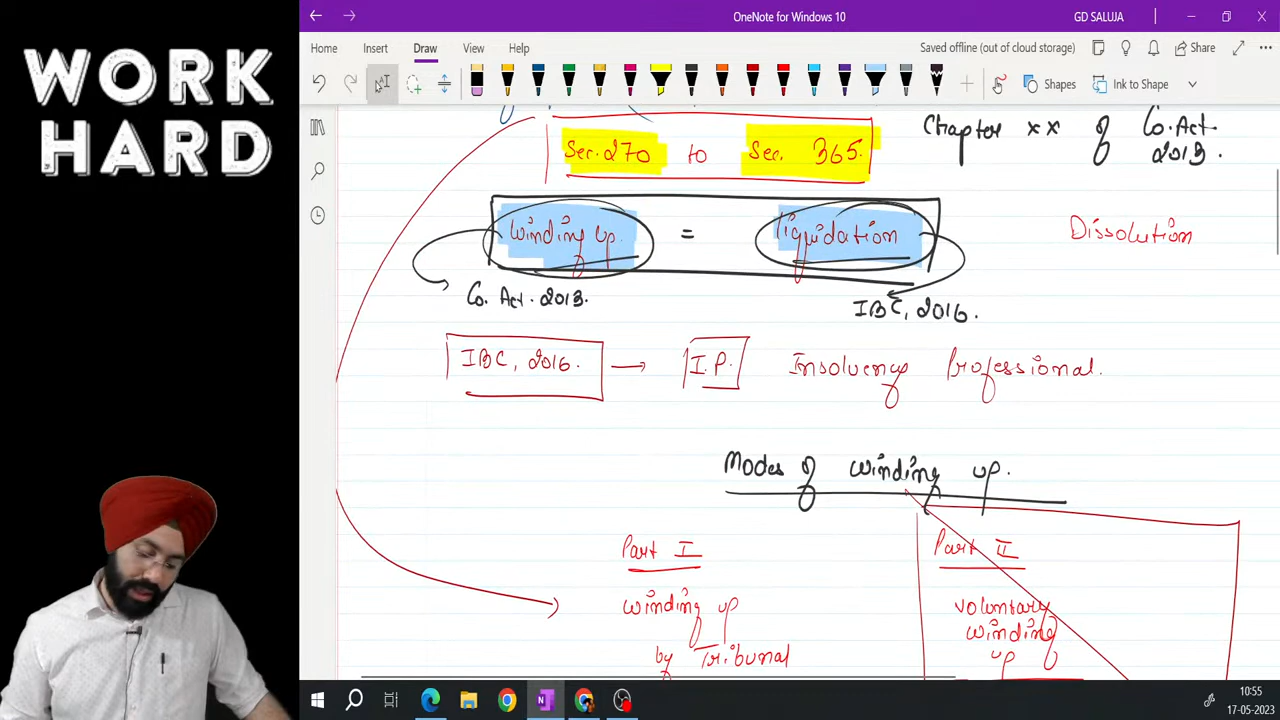 WORK
HARD
OneNote for Windows 10
GD SALUJA
Home Insert Draw View Help
Saved offline (out of cloud storage)
Share
Shapes
Ink to Shape
Chapter xx of Co. Act. 2013.
Sec. 270 to Sec. 365.
winding up. = liquidation
Dissolution
Co. Act. 2013.
IBC, 2016.
IBC, 2016. → I.P. Insolvency Professional.
Modes of winding up.
Part I
winding up
by Tribunal
Part II
voluntary
winding
up
10:55
17-05-2023